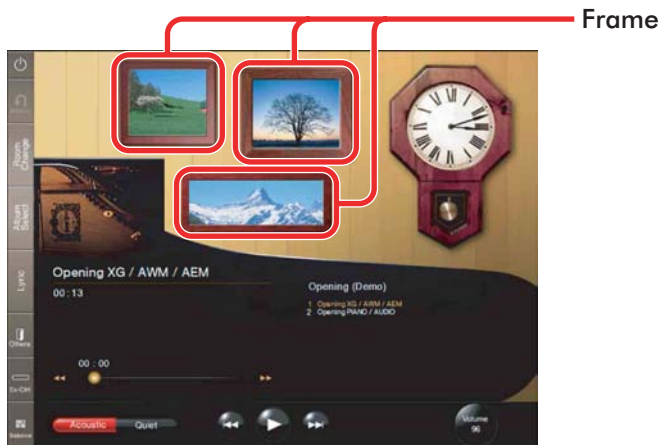 Frame
Room
Change
Album
Select
Lyric
Others
Ex-Ctrl
Balance
Opening XG / AWM / AEM
00:13
Opening (Demo)
1 Opening XG / AWM / AEM
2 Opening PIANO / AUDIO
00 : 00
Acoustic
Quiet
Volume
96